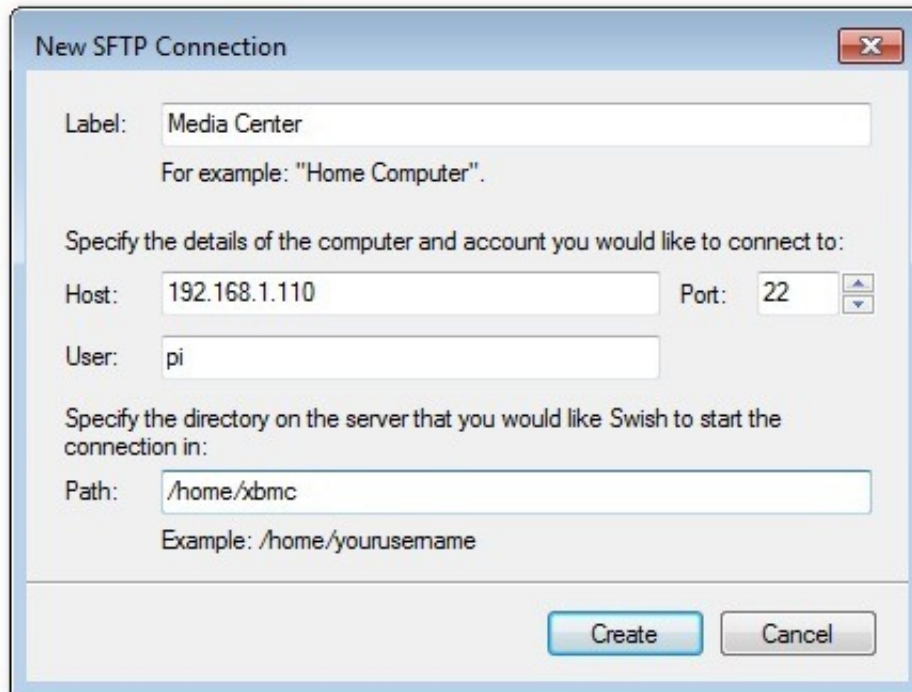 New SFTP Connection
Label: Media Center
For example: "Home Computer".
Specify the details of the computer and account you would like to connect to:
Host: 192.168.1.110 Port: 22
User: pi
Specify the directory on the server that you would like Swish to start the
connection in:
Path: /home/xbmc
Example: /home/yourusername
Create Cancel